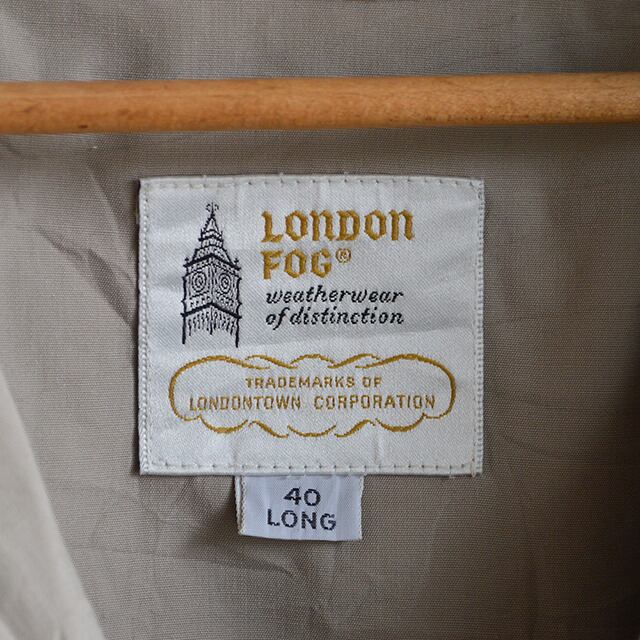 LONDON
FOG®
weatherwear
of distinction
TRADEMARKS OF
LONDONTOWN CORPORATION
40
LONG